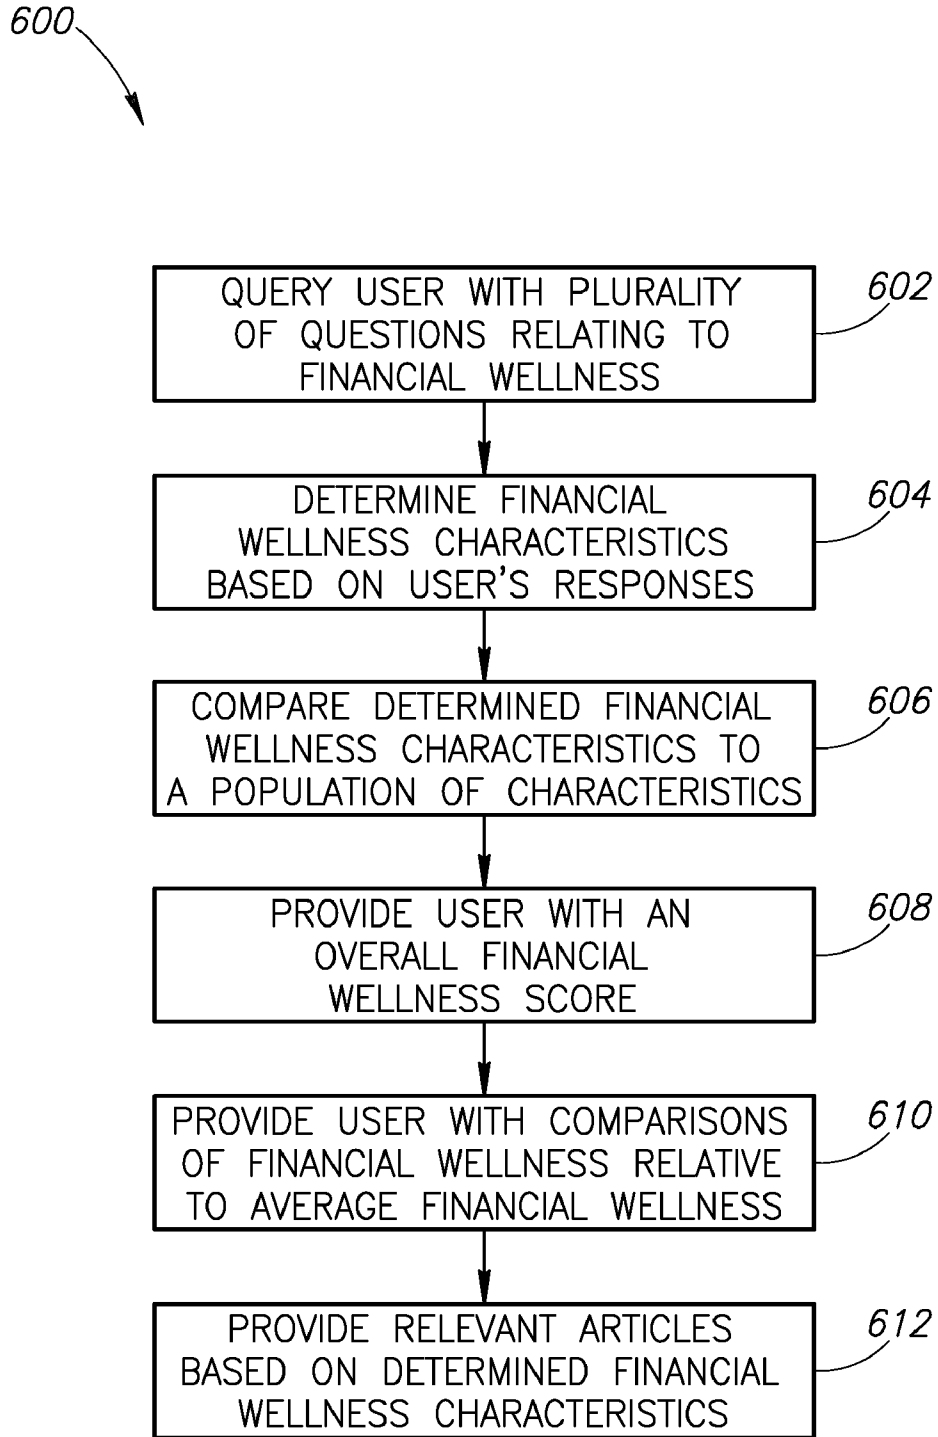 600
QUERY USER WITH PLURALITY
OF QUESTIONS RELATING TO
FINANCIAL WELLNESS
602
DETERMINE FINANCIAL
WELLNESS CHARACTERISTICS
BASED ON USER'S RESPONSES
604
COMPARE DETERMINED FINANCIAL
WELLNESS CHARACTERISTICS TO
A POPULATION OF CHARACTERISTICS
606
PROVIDE USER WITH AN
OVERALL FINANCIAL
WELLNESS SCORE
608
PROVIDE USER WITH COMPARISONS
OF FINANCIAL WELLNESS RELATIVE
TO AVERAGE FINANCIAL WELLNESS
610
PROVIDE RELEVANT ARTICLES
BASED ON DETERMINED FINANCIAL
WELLNESS CHARACTERISTICS
612